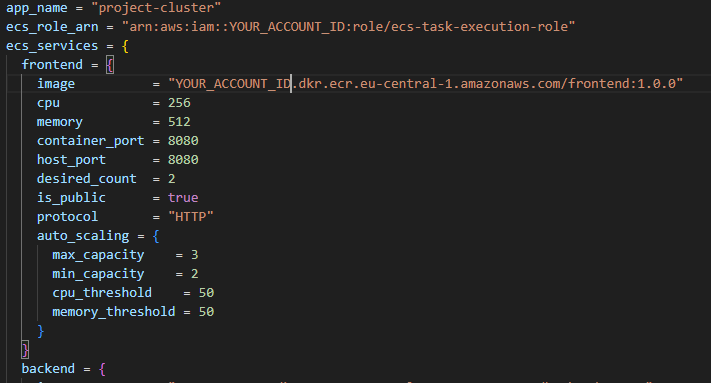 app_name = "project-cluster"
ecs_role_arn = "arn:aws:iam::YOUR_ACCOUNT_ID:role/ecs-task-execution-role"
ecs_services = {
  frontend = {
    image          = "YOUR_ACCOUNT_ID.dkr.ecr.eu-central-1.amazonaws.com/frontend:1.0.0"
    cpu            = 256
    memory         = 512
    container_port = 8080
    host_port      = 8080
    desired_count  = 2
    is_public      = true
    protocol       = "HTTP"
    auto_scaling = {
      max_capacity    = 3
      min_capacity    = 2
      cpu_threshold    = 50
      memory_threshold = 50
    }
  }
  backend = {